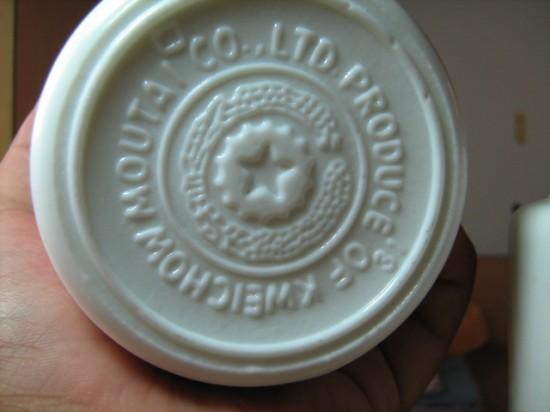 PRODUCE'S OF KWEICHOW MOUTAI CO.,LTD.